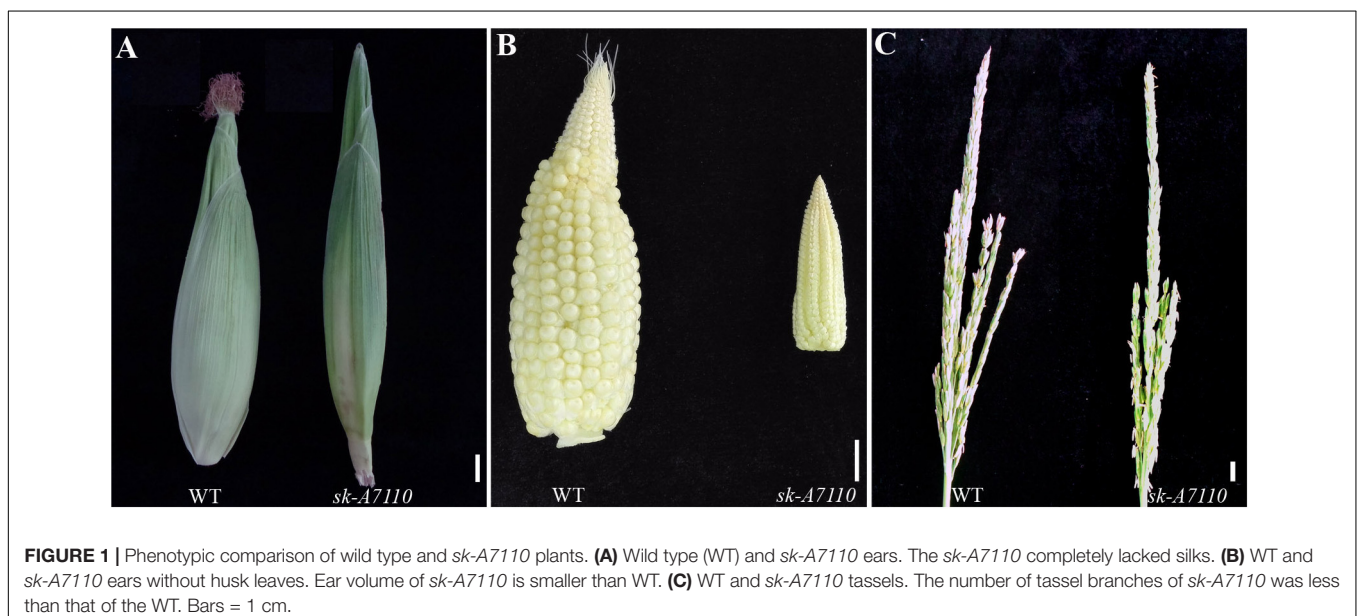 A
B
C
WT
sk-A7110
WT
sk-A7110
WT
sk-A7110
FIGURE 1 | Phenotypic comparison of wild type and sk-A7110 plants. (A) Wild type (WT) and sk-A7110 ears. The sk-A7110 completely lacked silks. (B) WT and
sk-A7110 ears without husk leaves. Ear volume of sk-A7110 is smaller than WT. (C) WT and sk-A7110 tassels. The number of tassel branches of sk-A7110 was less
than that of the WT. Bars = 1 cm.